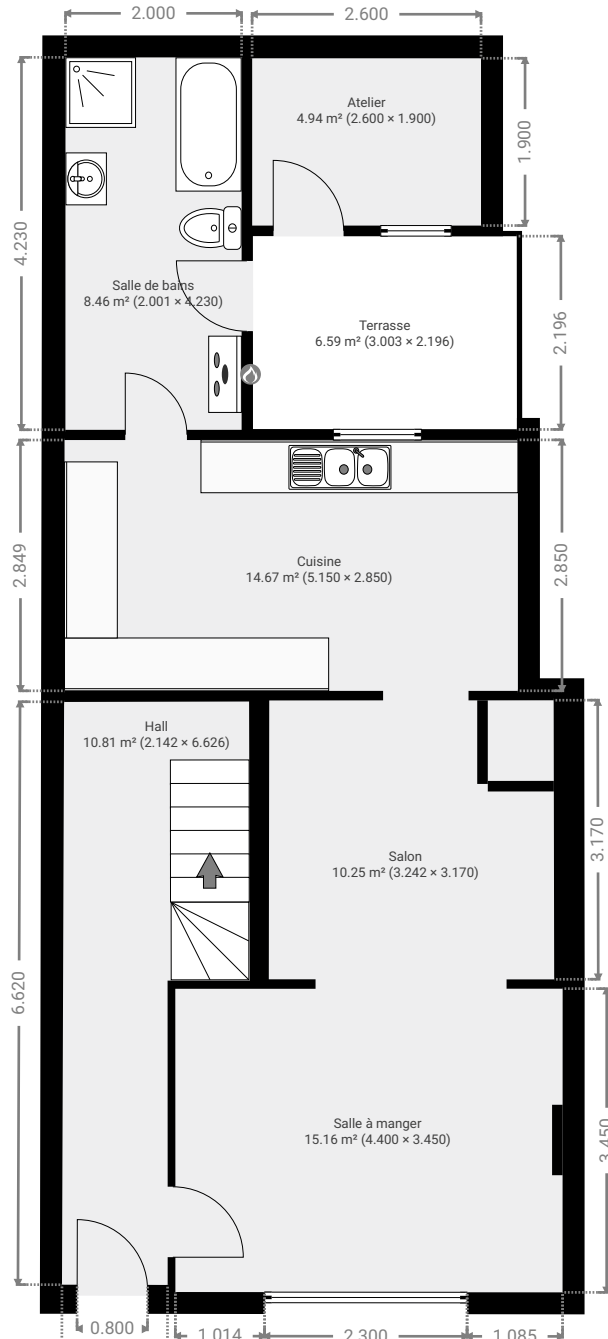 2.000
2.600
Atelier
4.94 m² (2.600 × 1.900)
1.900
4.230
Salle de bains
8.46 m² (2.001 × 4.230)
Terrasse
6.59 m² (3.003 × 2.196)
2.196
2.849
Cuisine
14.67 m² (5.150 × 2.850)
2.850
Hall
10.81 m² (2.142 × 6.626)
Salon
10.25 m² (3.242 × 3.170)
3.170
6.620
Salle à manger
15.16 m² (4.400 × 3.450)
3.450
0.800
1.014
2.300
1.085